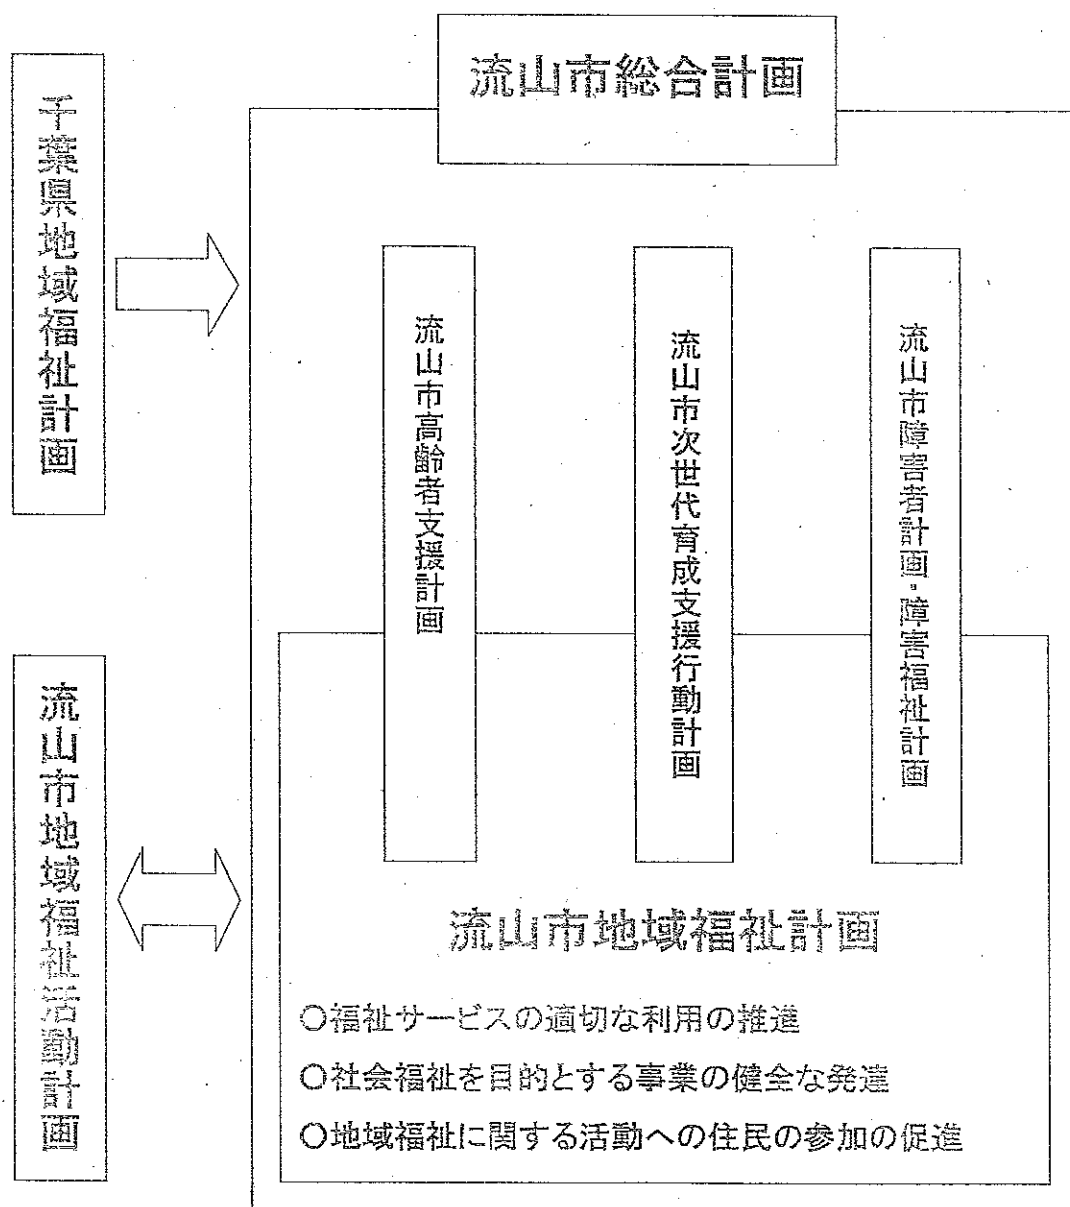 流山市総合計画
千葉県地域福祉計画
流山市高齢者支援計画
流山市次世代育成支援行動計画
流山市障害者計画・障害福祉計画
流山市地域福祉活動計画
流山市地域福祉計画
○福祉サービスの適切な利用の推進
○社会福祉を目的とする事業の健全な発達
○地域福祉に関する活動への住民の参加の促進